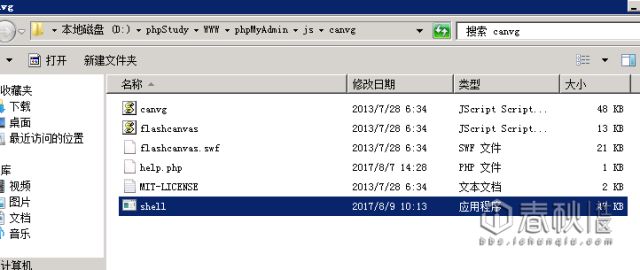 vg
本地磁盘 (D:) ▸ phpStudy ▸ WWW ▸ phpMyAdmin ▸ js ▸ canvg
搜索 canvg
打开 新建文件夹
收藏夹
下载
桌面
最近访问的位置
库
视频
图片
文档
音乐
计算机
名称 修改日期 类型 大小
canvg 2013/7/28 6:34 JScript Script... 48 KB
flashcanvas 2013/7/28 6:34 JScript Script... 13 KB
flashcanvas.swf 2013/7/28 6:34 SWF 文件 21 KB
help.php 2017/8/7 14:28 PHP 文件 1 KB
MIT-LICENSE 2013/7/28 6:34 文本文档 2 KB
shell 2017/8/9 10:13 应用程序 KB
春秋社区
bbs.ichunqiu.com